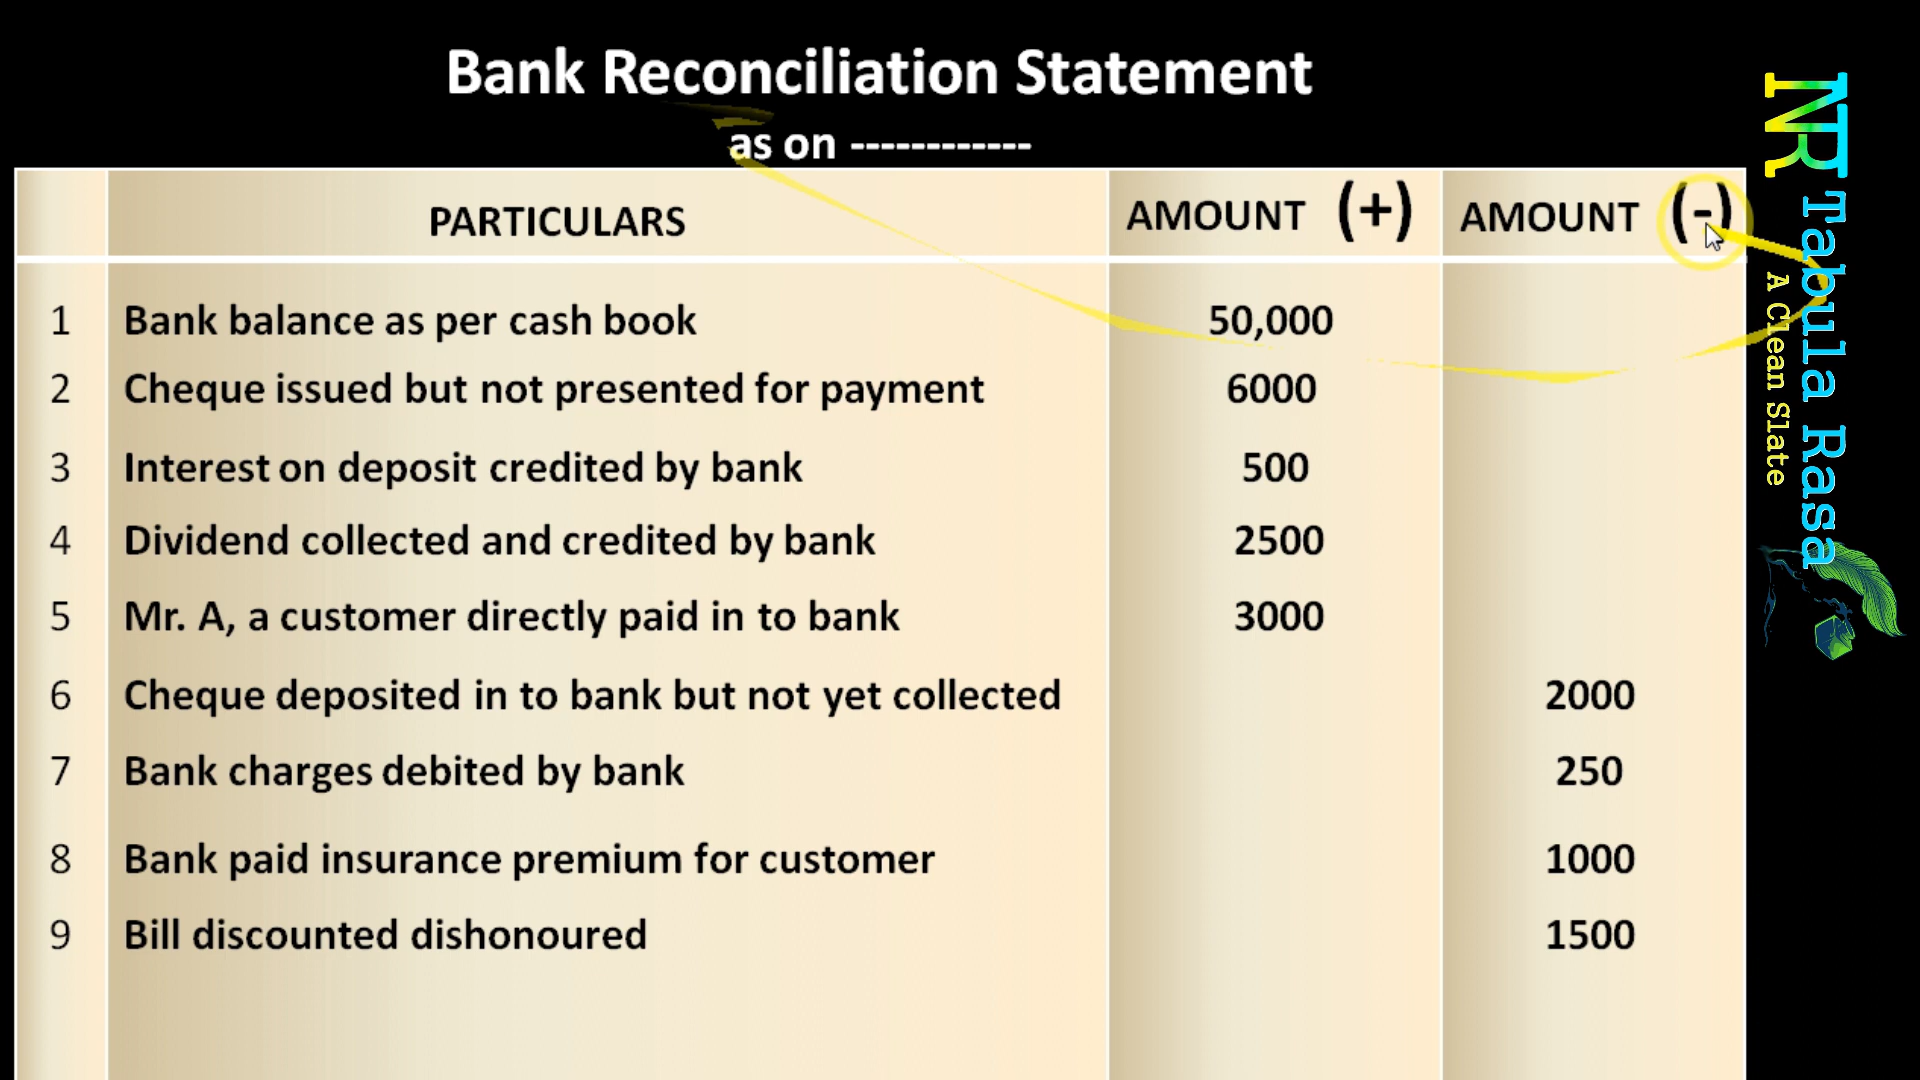 Bank Reconciliation Statement
as on ------------
PARTICULARS AMOUNT (+) AMOUNT (-)
1 Bank balance as per cash book 50,000
2 Cheque issued but not presented for payment 6000
3 Interest on deposit credited by bank 500
4 Dividend collected and credited by bank 2500
5 Mr. A, a customer directly paid in to bank 3000
6 Cheque deposited in to bank but not yet collected 2000
7 Bank charges debited by bank 250
8 Bank paid insurance premium for customer 1000
9 Bill discounted dishonoured 1500
NTR
Tabula Rasa
A Clean Slate